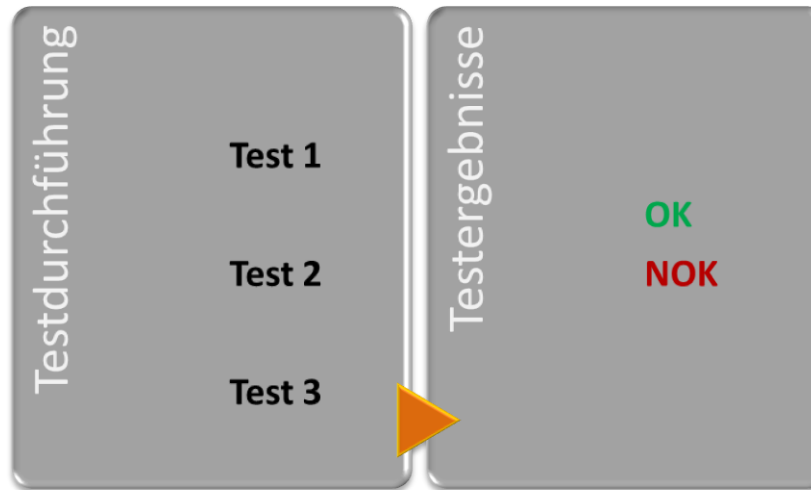 Testdurchführung
Test 1
Test 2
Test 3
Testergebnisse
OK
NOK